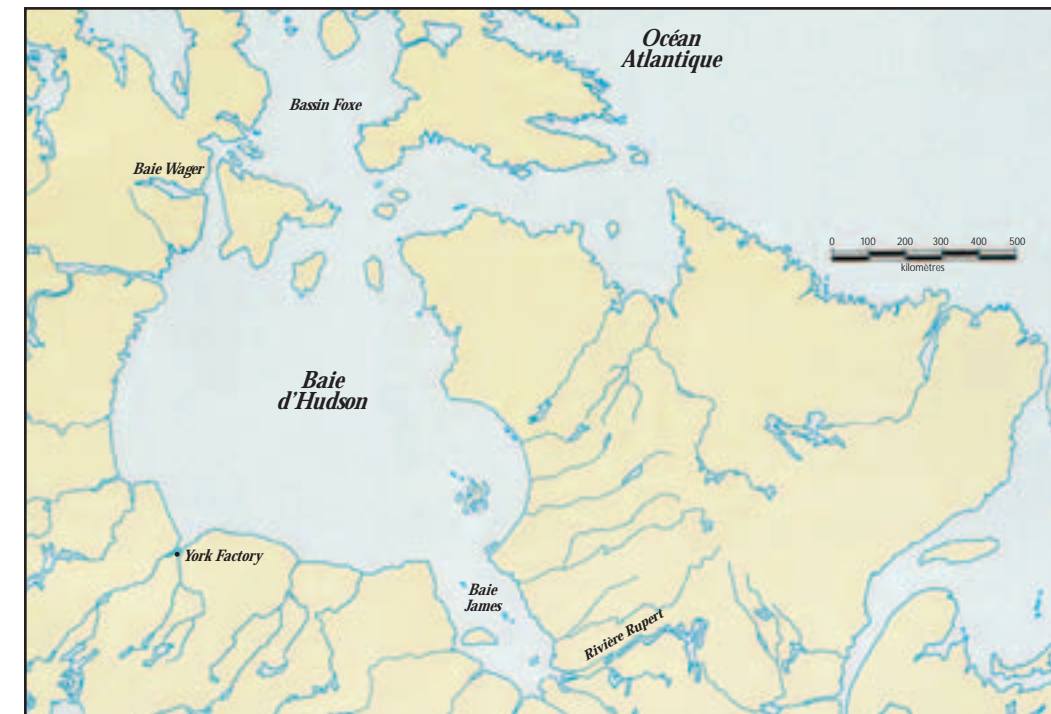 Océan
Atlantique
Bassin Foxe
Baie Wager
0 100 200 300 400 500
kilomètres
Baie
d'Hudson
York Factory
Baie
James
Rivière Rupert